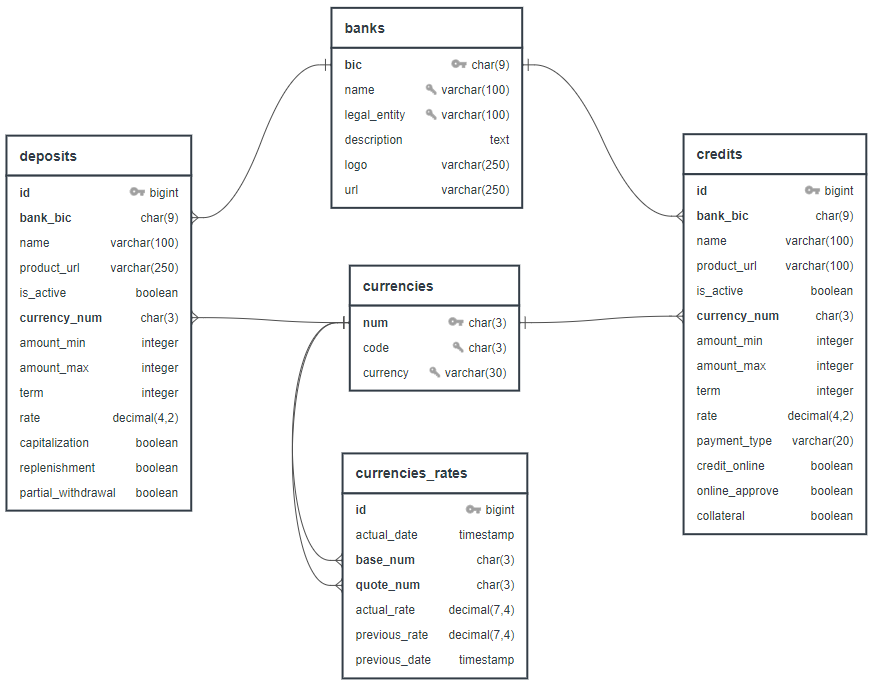 banks
bic char(9)
name varchar(100)
legal_entity varchar(100)
description text
logo varchar(250)
url varchar(250)
deposits
id bigint
bank_bic char(9)
name varchar(100)
product_url varchar(250)
is_active boolean
currency_num char(3)
amount_min integer
amount_max integer
term integer
rate decimal(4,2)
capitalization boolean
replenishment boolean
partial_withdrawal boolean
currencies
num char(3)
code char(3)
currency varchar(30)
credits
id bigint
bank_bic char(9)
name varchar(100)
product_url varchar(100)
is_active boolean
currency_num char(3)
amount_min integer
amount_max integer
term integer
rate decimal(4,2)
payment_type varchar(20)
credit_online boolean
online_approve boolean
collateral boolean
currencies_rates
id bigint
actual_date timestamp
base_num char(3)
quote_num char(3)
actual_rate decimal(7,4)
previous_rate decimal(7,4)
previous_date timestamp